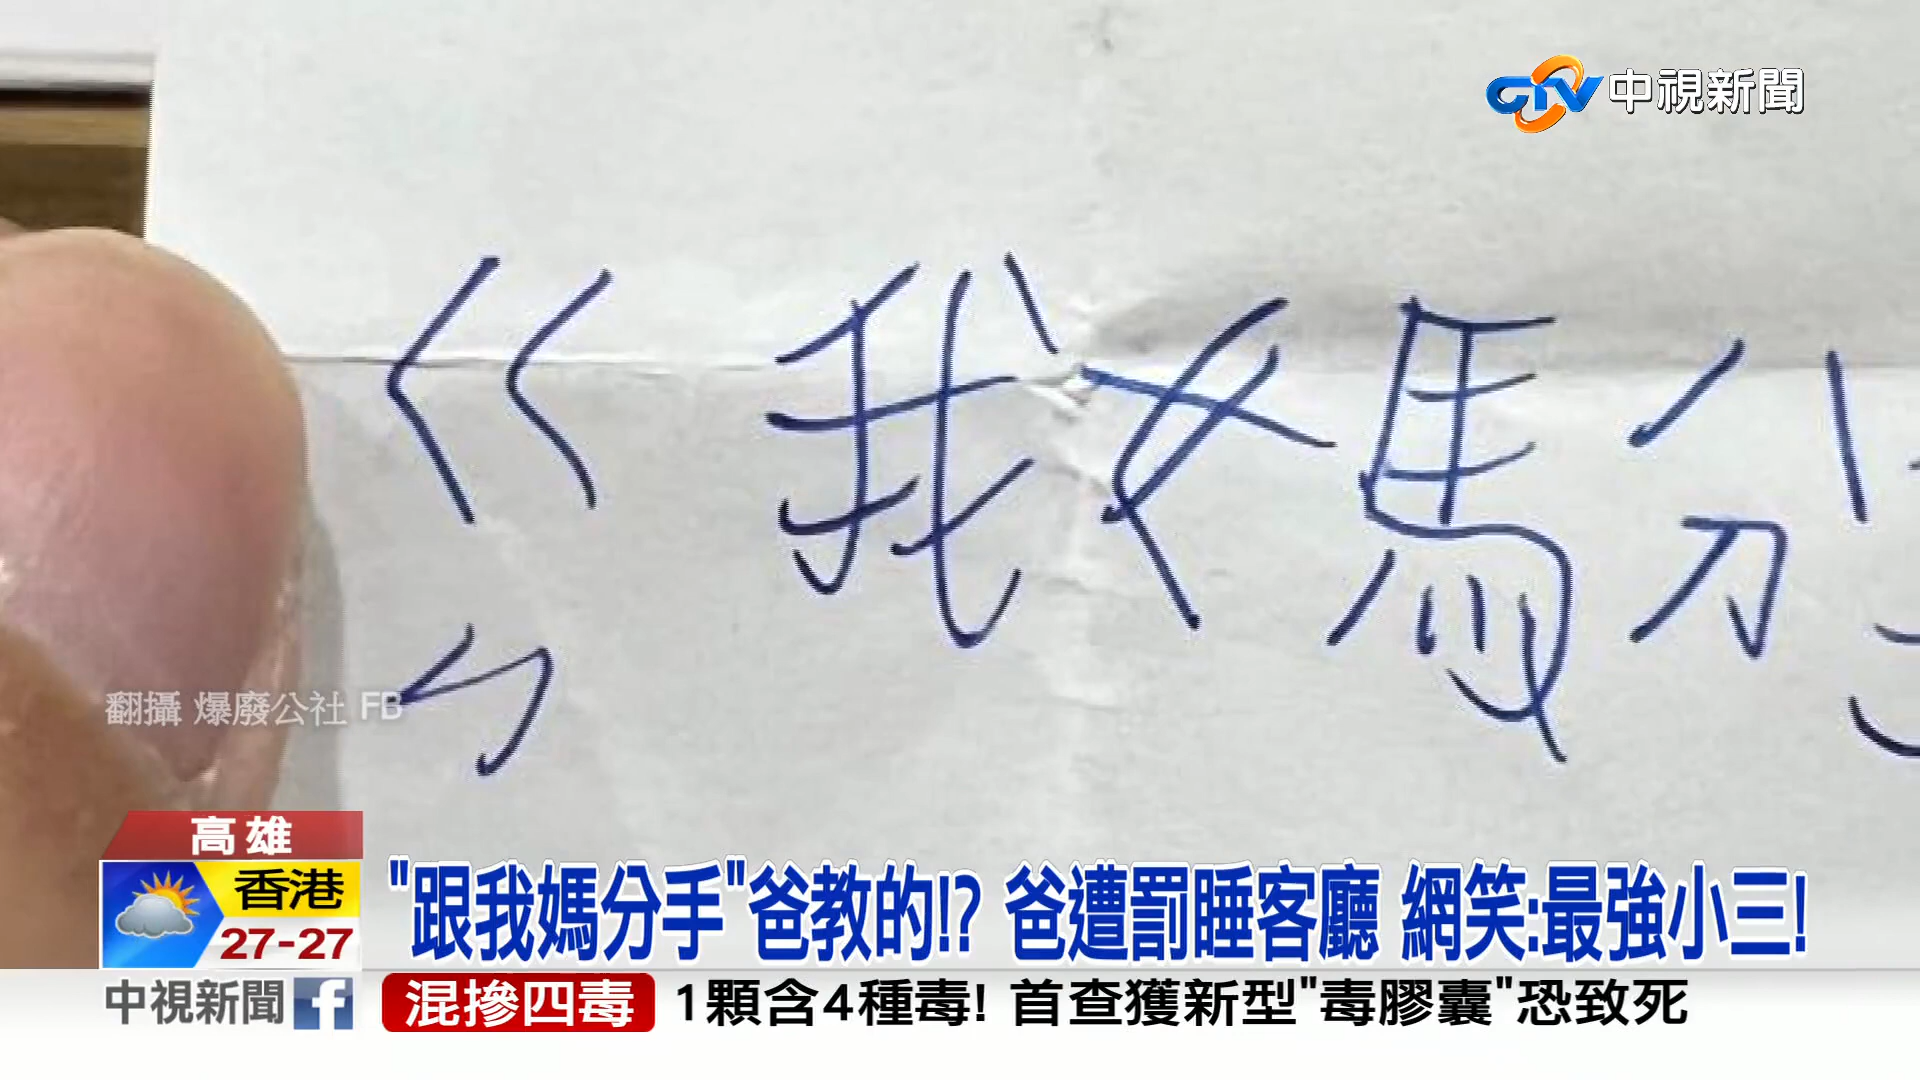 CTV 中視新聞
ㄍ 我媽分
ㄣ
翻攝 爆廢公社 FB
高雄
香港
27-27
"跟我媽分手"爸教的!? 爸遭罰睡客廳 網笑:最強小三!
中視新聞 f
混摻四毒 1顆含4種毒! 首查獲新型"毒膠囊"恐致死